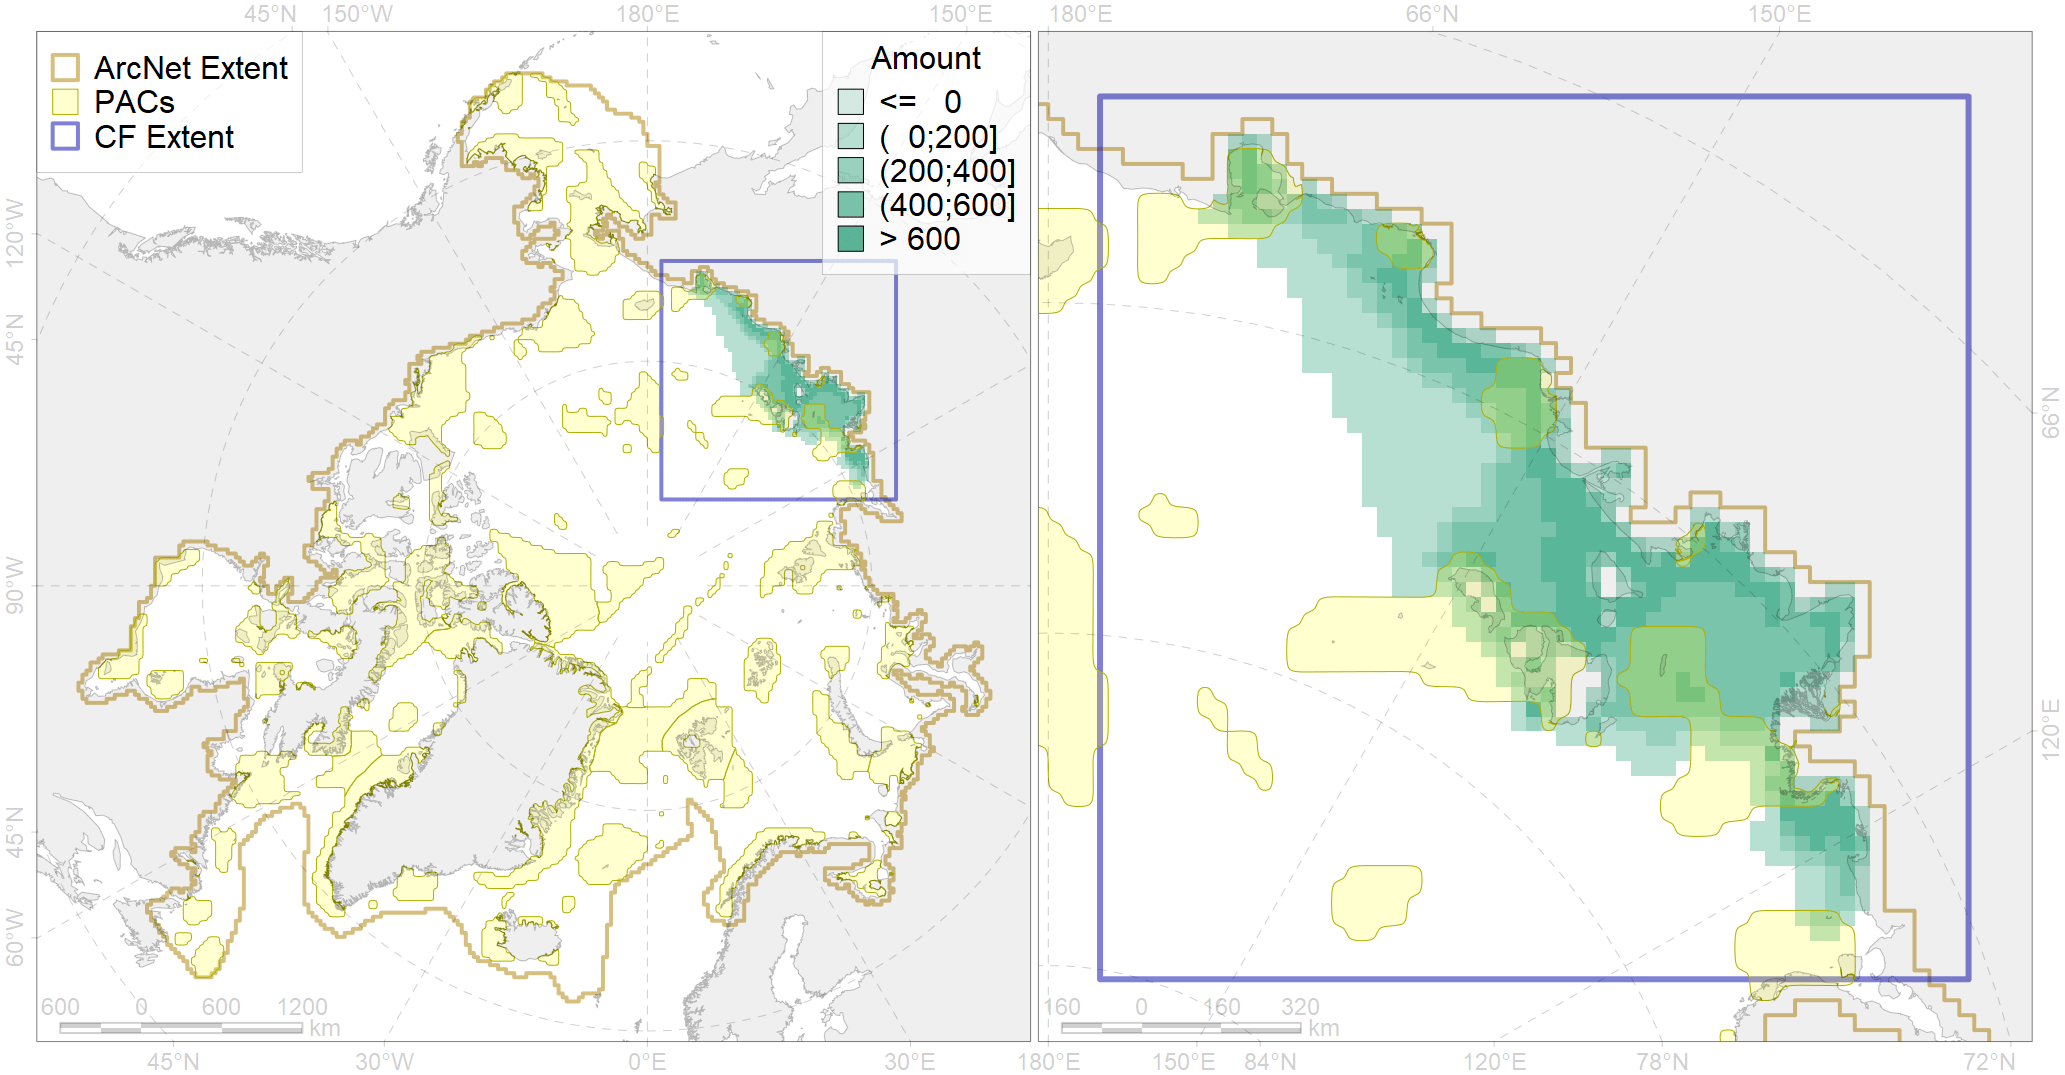 45°N 150°W 180°E 150°E 180°E 66°N 150°E
ArcNet Extent
PACs
CF Extent
Amount
<= 0
( 0;200]
(200;400]
(400;600]
> 600
120°W
45°N
90°W
45°N
60°W
66°N
120°E
600 0 600 1200
km
160 0 160 320
km
45°N 30°W 0°E 30°E 180°E 150°E 84°N 120°E 78°N 72°N